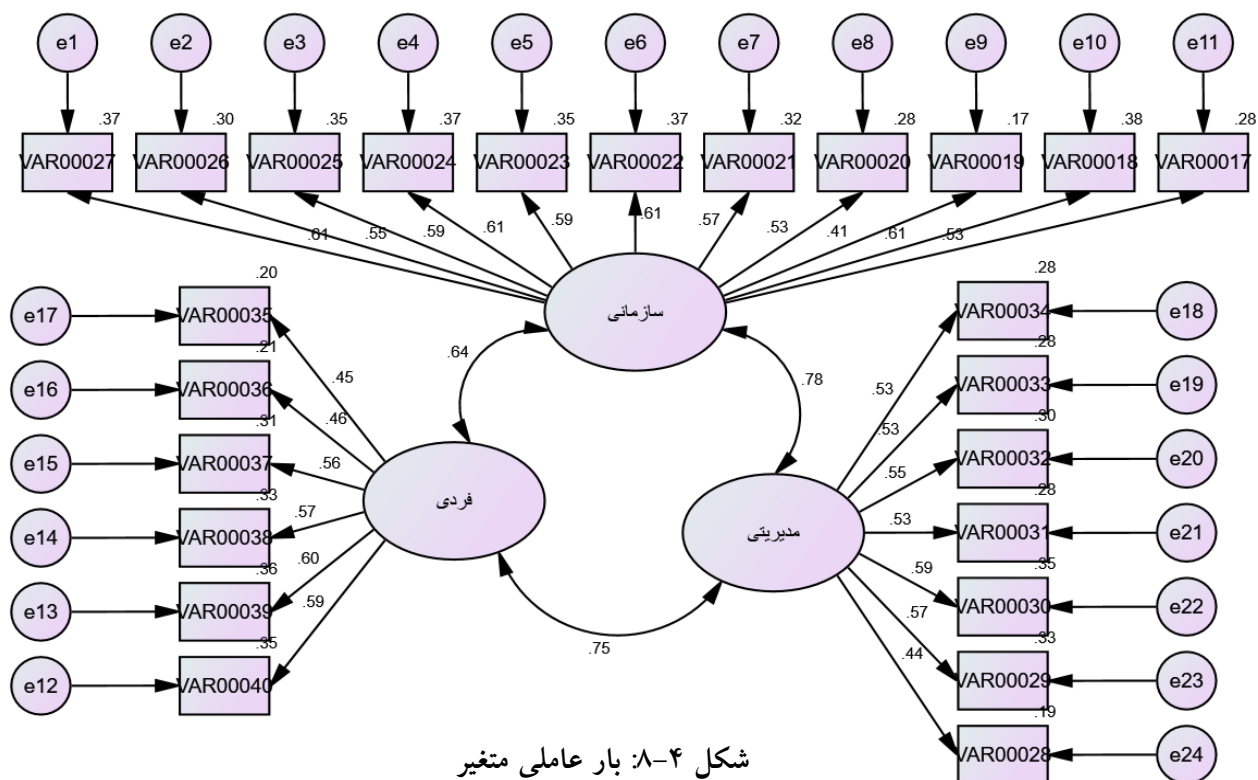 e1 e2 e3 e4 e5 e6 e7 e8 e9 e10 e11
.37 .30 .35 .37 .35 .37 .32 .28 .17 .38 .28
VAR00027 VAR00026 VAR00025 VAR00024 VAR00023 VAR00022 VAR00021 VAR00020 VAR00019 VAR00018 VAR00017
.61 .55 .59 .61 .59 .61 .57 .53 .41 .61 .53
سازمانی
.64 .78
.20
e17 VAR00035 .45
.21
e16 VAR00036 .46
.31
e15 VAR00037 .56
.33
e14 VAR00038 .57
.36
e13 VAR00039 .60
.35
e12 VAR00040 .59
فردی
.75
مدیریتی
.28
.53 VAR00034 e18
.28
.53 VAR00033 e19
.30
.55 VAR00032 e20
.28
.53 VAR00031 e21
.35
.59 VAR00030 e22
.33
.57 VAR00029 e23
.19
.44 VAR00028 e24
شکل ۴-۸: بار عاملی متغیر